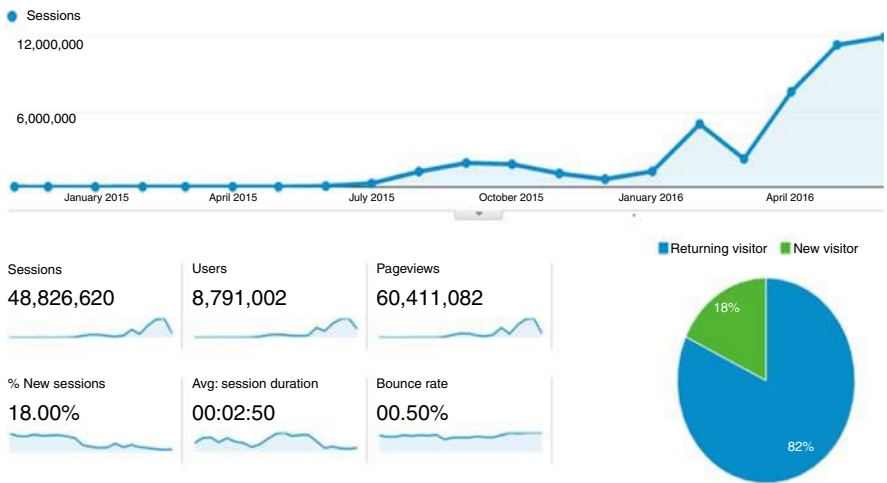 Sessions
12,000,000
6,000,000
January 2015 April 2015 July 2015 October 2015 January 2016 April 2016
Returning visitor New visitor
Sessions Users Pageviews
48,826,620 8,791,002 60,411,082
18%
% New sessions Avg: session duration Bounce rate
18.00% 00:02:50 00.50%
82%